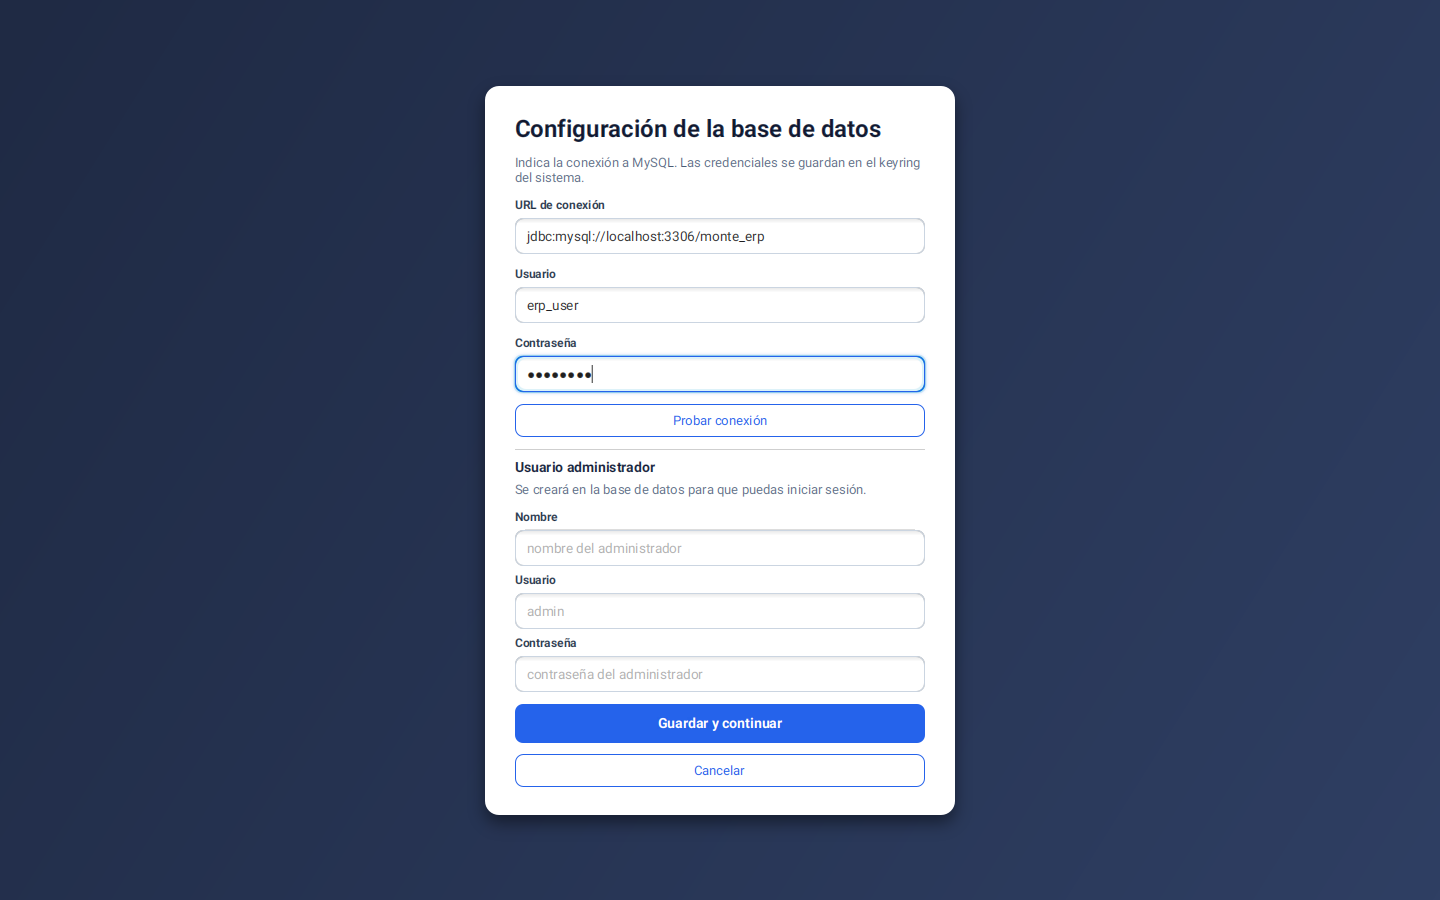 Configuración de la base de datos
Indica la conexión a MySQL. Las credenciales se guardan en el keyring
del sistema.
URL de conexión
jdbc:mysql://localhost:3306/monte_erp
Usuario
erp_user
Contraseña
●●●●●●●●
Probar conexión
Usuario administrador
Se creará en la base de datos para que puedas iniciar sesión.
Nombre
nombre del administrador
Usuario
admin
Contraseña
contraseña del administrador
Guardar y continuar
Cancelar